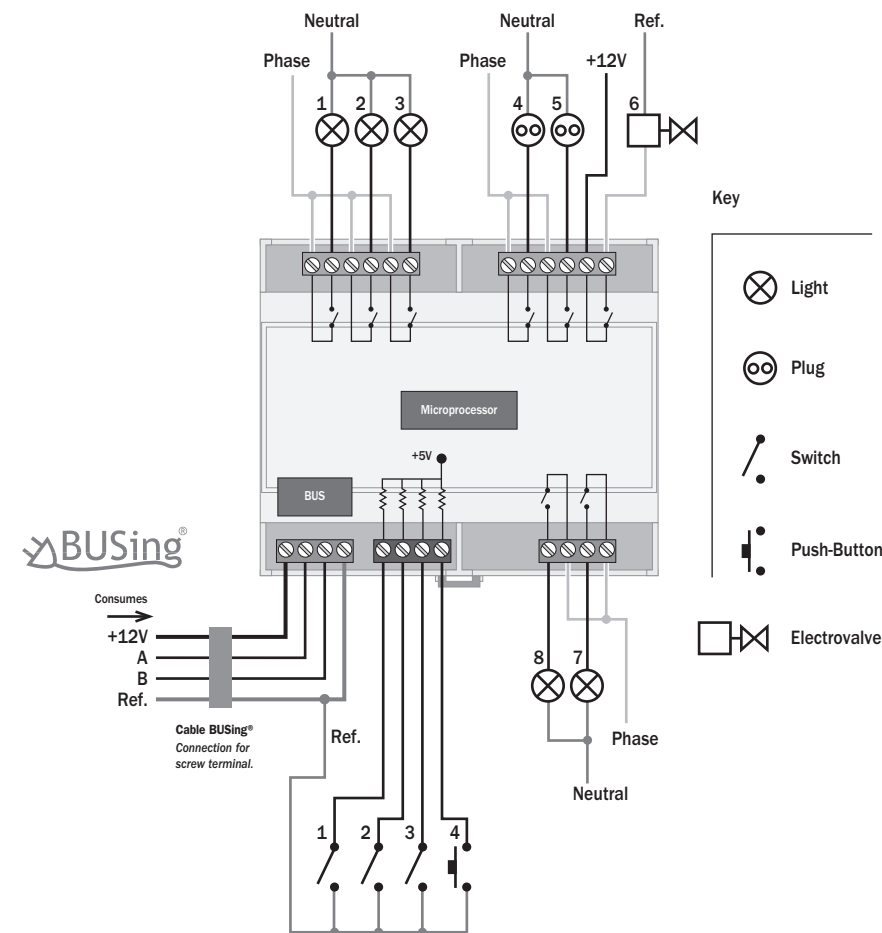 Neutral
Neutral
Ref.
Phase
Phase
+12V
1
2
3
4
5
6
Key
Light
Plug
Microprocessor
+5V
Switch
BUS
BUSing®
Push-Button
Consumes
+12V
A
B
Ref.
8
7
Electrovalve
Cable BUSing®
Connection for
screw terminal.
Ref.
Phase
Neutral
1
2
3
4